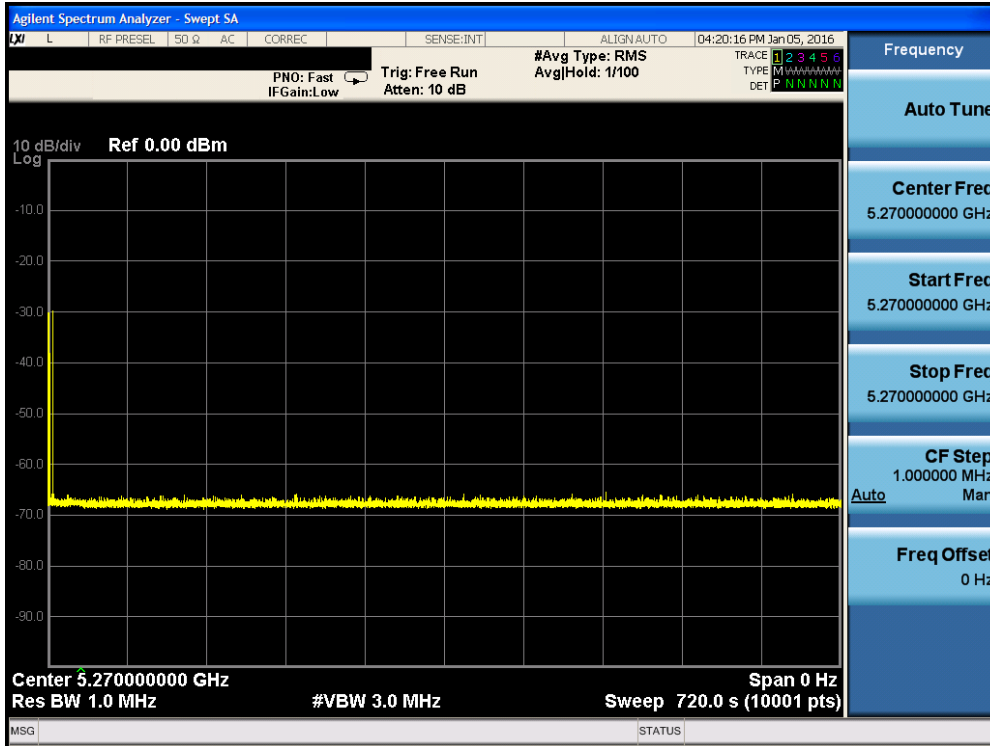 Agilent Spectrum Analyzer - Swept SA
LXI L RF PRESEL 50 Ω AC CORREC SENSE:INT ALIGN AUTO 04:20:16 PM Jan 05, 2016
PNO: Fast
IFGain:Low
Trig: Free Run
Atten: 10 dB
#Avg Type: RMS
Avg|Hold: 1/100
TRACE 1 2 3 4 5 6
TYPE M WWWWW
DET P N N N N N
10 dB/div Ref 0.00 dBm
Log
-10.0
-20.0
-30.0
-40.0
-50.0
-60.0
-70.0
-80.0
-90.0
Center 5.270000000 GHz Span 0 Hz
Res BW 1.0 MHz #VBW 3.0 MHz Sweep 720.0 s (10001 pts)
MSG STATUS
Frequency
Auto Tune
Center Freq
5.270000000 GHz
Start Freq
5.270000000 GHz
Stop Freq
5.270000000 GHz
CF Step
1.000000 MHz
Auto Man
Freq Offset
0 Hz